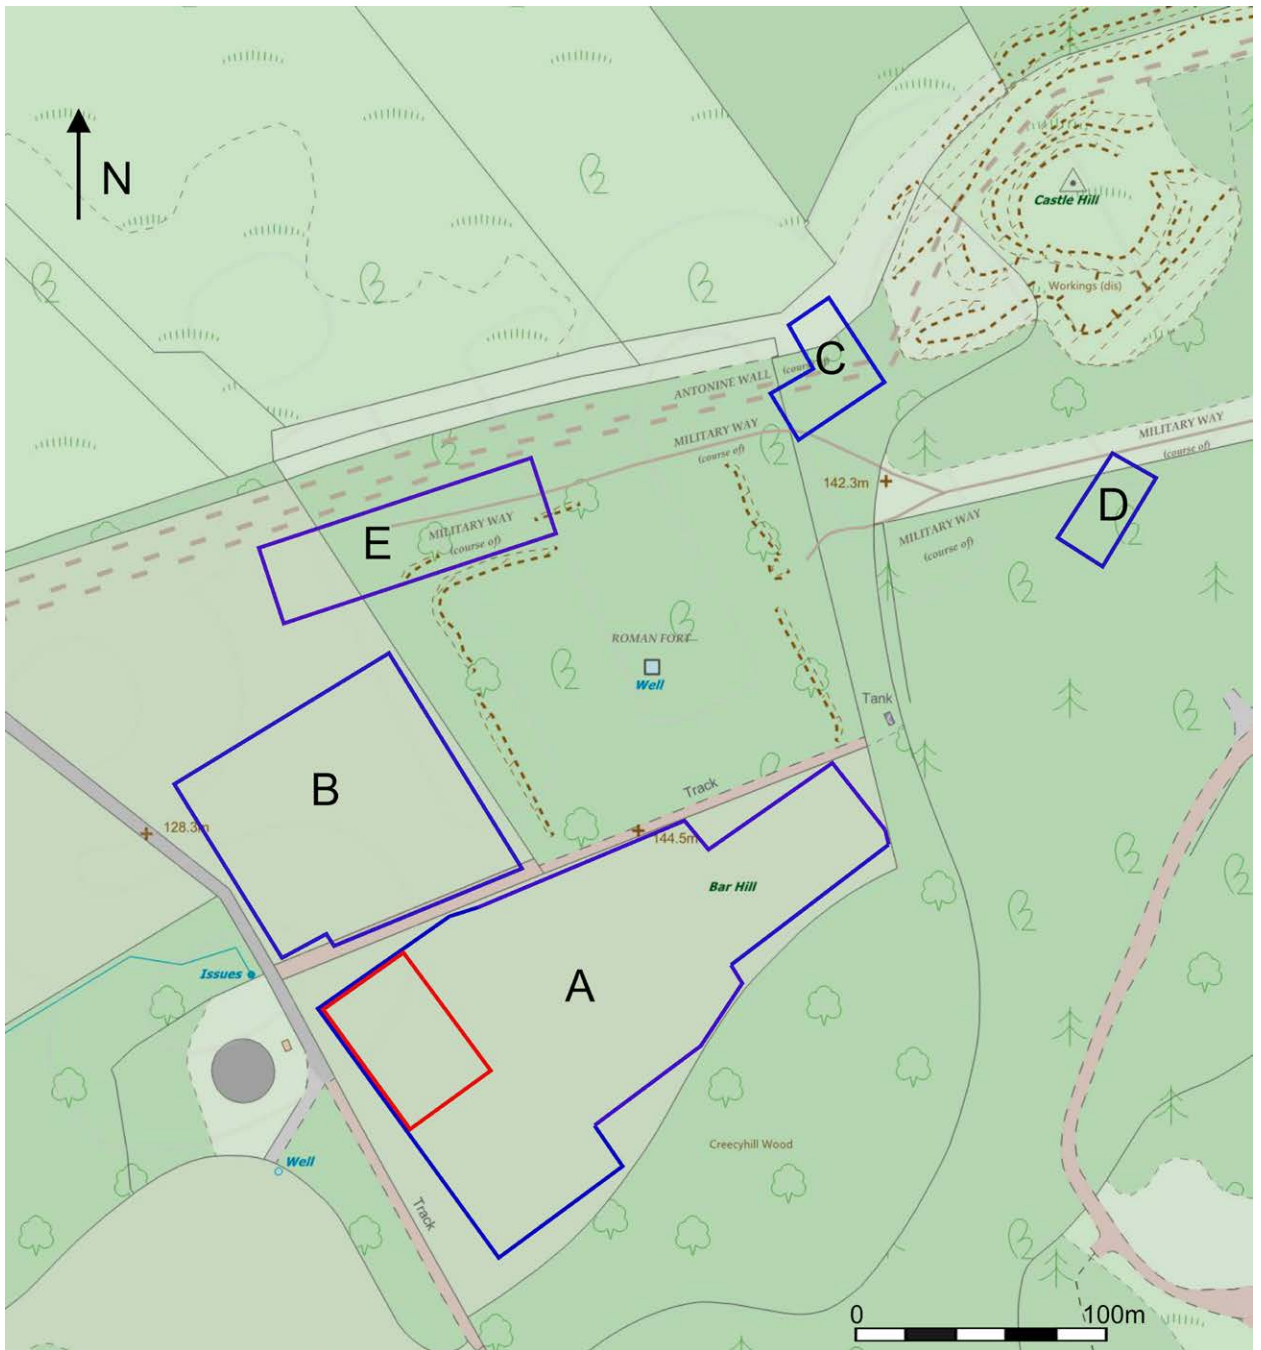 N
Castle Hill
Workings (dis)
C
ANTONINE WALL
MILITARY WAY
(course of)
MILITARY WAY
(course of)
142.3m
D
MILITARY WAY
(course of)
E
MILITARY WAY
(course of)
ROMAN FORT
Well
Tank
Track
B
128.3m
144.5m
Bar Hill
Issues
A
Creecyhill Wood
Well
Track
0
100m